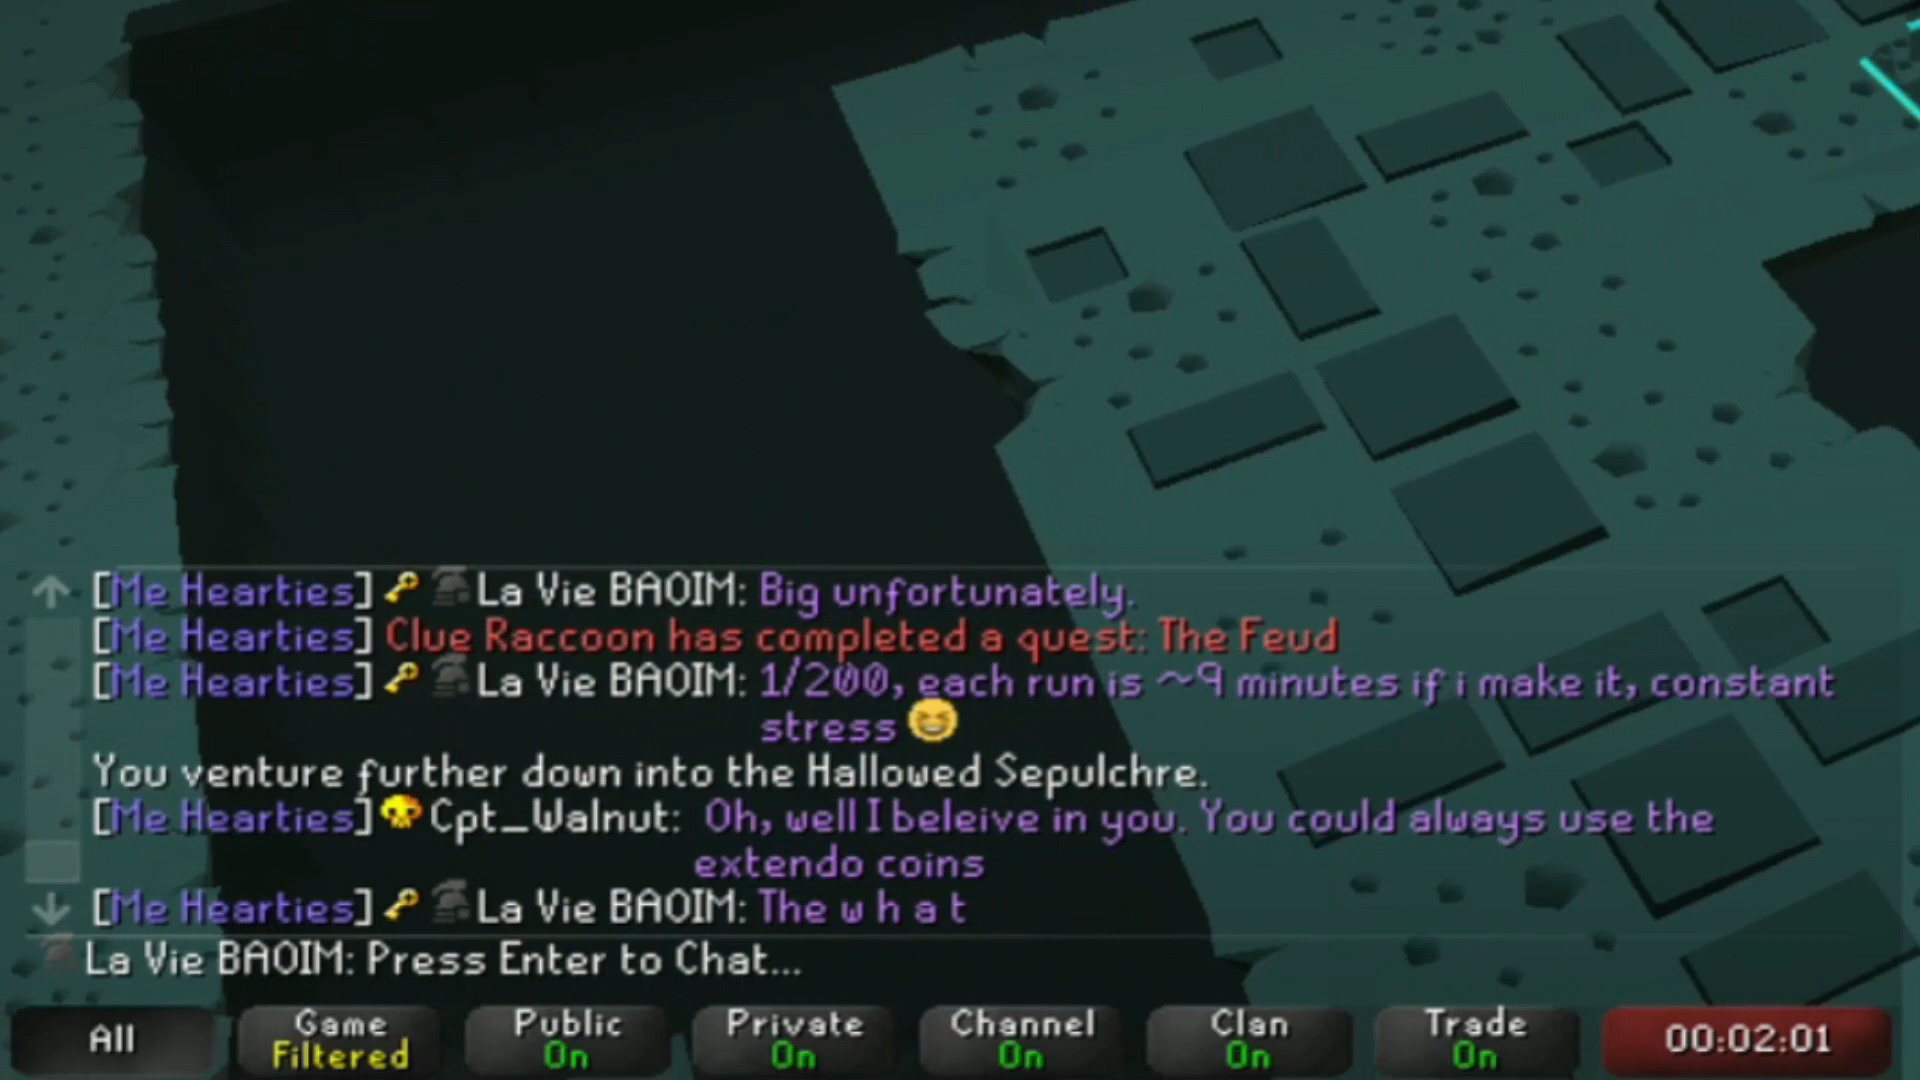 [Me Hearties] La Vie BAOIM: Big unfortunately.
[Me Hearties] Clue Raccoon has completed a quest: The Feud
[Me Hearties] La Vie BAOIM: 1/200, each run is ~9 minutes if i make it, constant
stress
You venture further down into the Hallowed Sepulchre.
[Me Hearties] Cpt_Walnut: Oh, well I beleive in you. You could always use the
extendo coins
[Me Hearties] La Vie BAOIM: The w h a t
La Vie BAOIM: Press Enter to Chat...
All
Game
Filtered
Public
On
Private
On
Channel
On
Clan
On
Trade
On
00:02:01